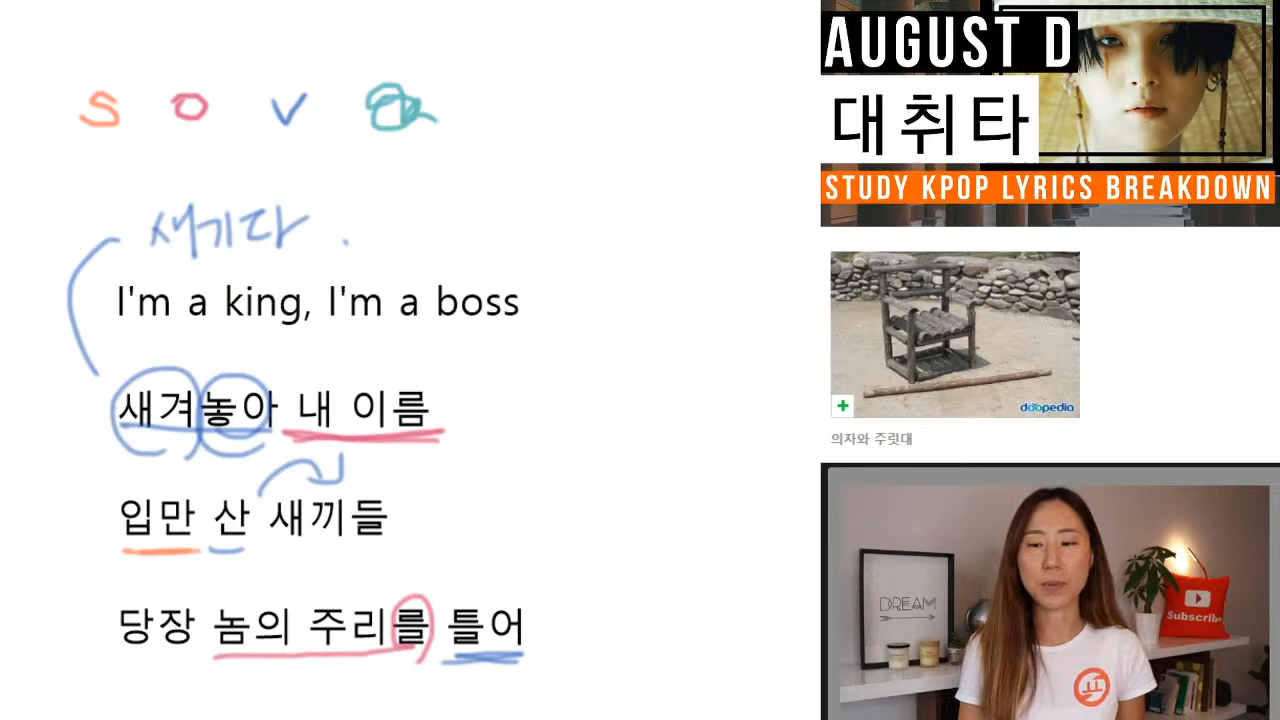 S O V
새기다.
I'm a king, I'm a boss
새겨놓아 내 이름
입만 산 새끼들
당장 놈의 주리를 틀어
AUGUST D
대취타
STUDY KPOP LYRICS BREAKDOWN
doopedia
의자와 주릿대
DREAM
Subscribe